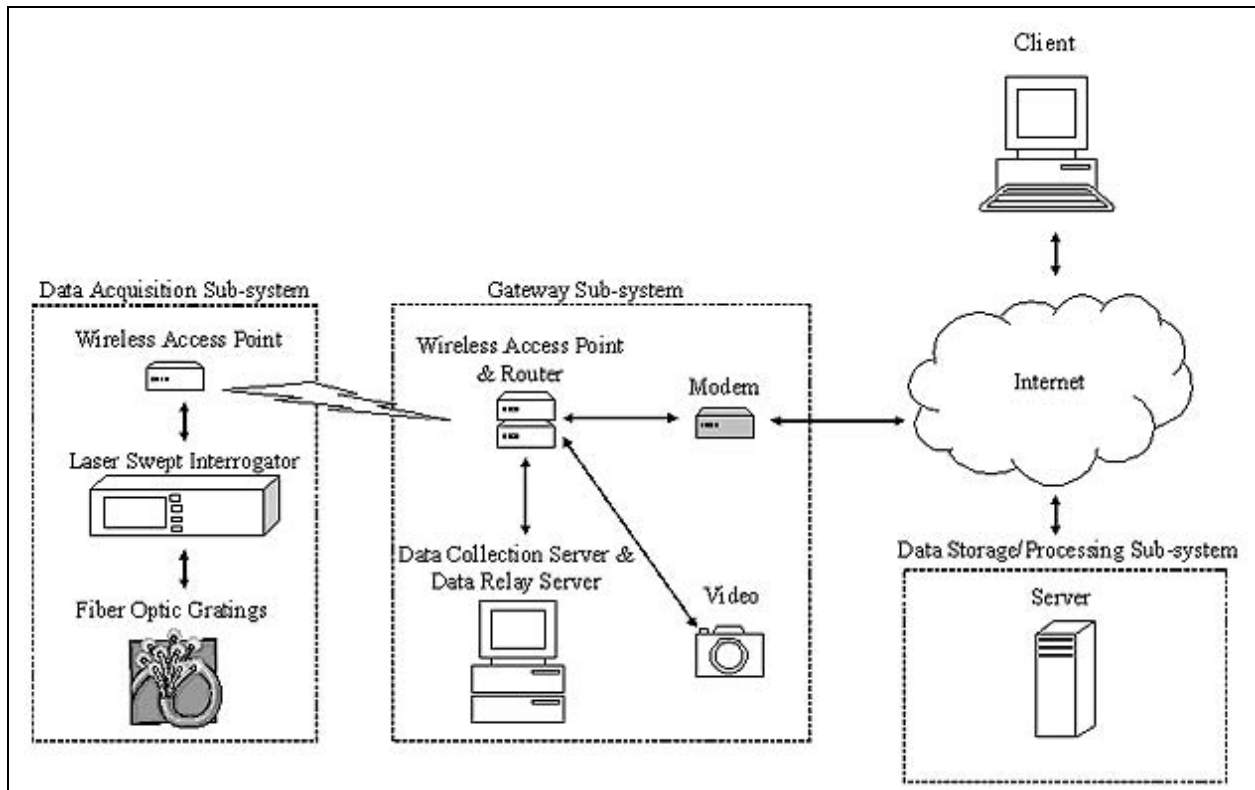 Client
Data Acquisition Sub-system
Gateway Sub-system
Wireless Access Point
Wireless Access Point
& Router
Modem
Internet
Laser Swept Interrogator
Data Collection Server &
Data Relay Server
Video
Fiber Optic Gratings
Data Storage/Processing Sub-system
Server